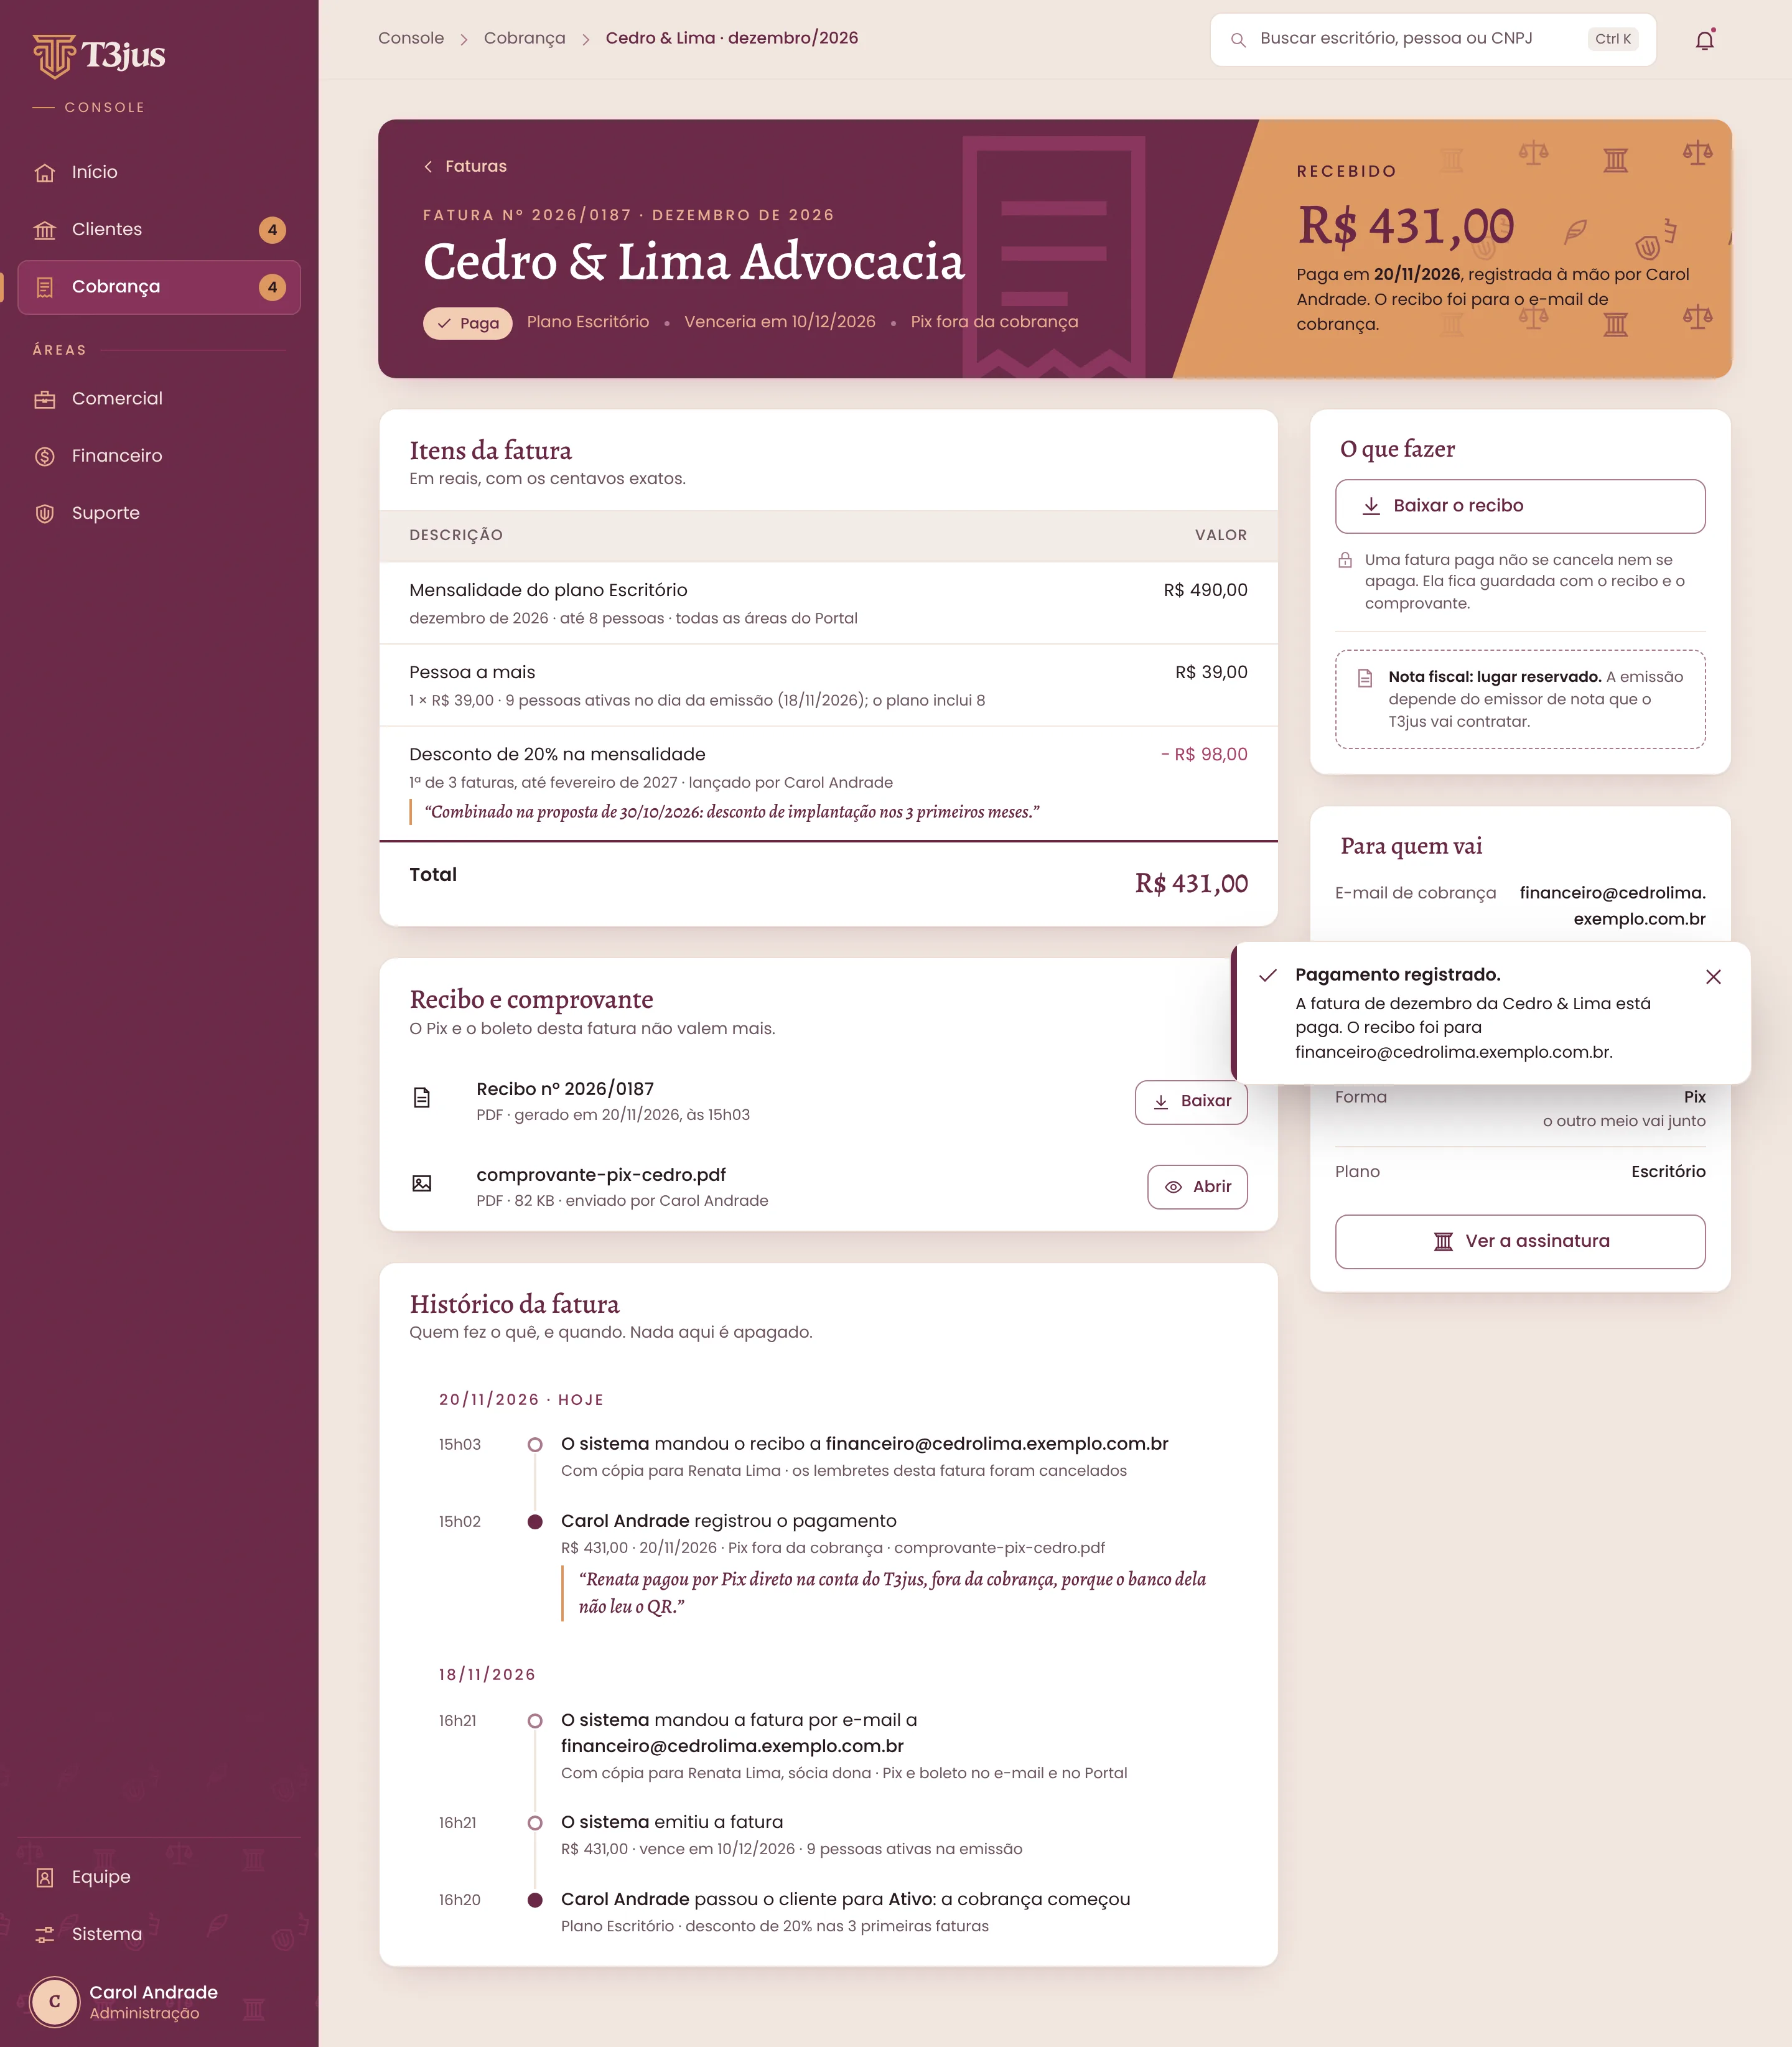 T3jus
CONSOLE
Início
Clientes 4
Cobrança 4
ÁREAS
Comercial
Financeiro
Suporte
Equipe
Sistema
C
Carol Andrade
Administração
Console > Cobrança > Cedro & Lima · dezembro/2026
Buscar escritório, pessoa ou CNPJ
Ctrl K
Faturas
FATURA Nº 2026/0187 · DEZEMBRO DE 2026
Cedro & Lima Advocacia
Paga
Plano Escritório • Venceria em 10/12/2026 • Pix fora da cobrança
RECEBIDO
R$ 431,00
Paga em 20/11/2026, registrada à mão por Carol
Andrade. O recibo foi para o e-mail de
cobrança.
Itens da fatura
Em reais, com os centavos exatos.
DESCRIÇÃO VALOR
Mensalidade do plano Escritório R$ 490,00
dezembro de 2026 · até 8 pessoas · todas as áreas do Portal
Pessoa a mais R$ 39,00
1 × R$ 39,00 · 9 pessoas ativas no dia da emissão (18/11/2026); o plano inclui 8
Desconto de 20% na mensalidade − R$ 98,00
1ª de 3 faturas, até fevereiro de 2027 · lançado por Carol Andrade
“Combinado na proposta de 30/10/2026: desconto de implantação nos 3 primeiros meses.”
Total R$ 431,00
Recibo e comprovante
O Pix e o boleto desta fatura não valem mais.
Recibo nº 2026/0187
PDF · gerado em 20/11/2026, às 15h03
Baixar
comprovante-pix-cedro.pdf
PDF · 82 KB · enviado por Carol Andrade
Abrir
Histórico da fatura
Quem fez o quê, e quando. Nada aqui é apagado.
20/11/2026 · HOJE
15h03
O sistema mandou o recibo a financeiro@cedrolima.exemplo.com.br
Com cópia para Renata Lima · os lembretes desta fatura foram cancelados
15h02
Carol Andrade registrou o pagamento
R$ 431,00 · 20/11/2026 · Pix fora da cobrança · comprovante-pix-cedro.pdf
“Renata pagou por Pix direto na conta do T3jus, fora da cobrança, porque o banco dela
não leu o QR.”
18/11/2026
16h21
O sistema mandou a fatura por e-mail a
financeiro@cedrolima.exemplo.com.br
Com cópia para Renata Lima, sócia dona · Pix e boleto no e-mail e no Portal
16h21
O sistema emitiu a fatura
R$ 431,00 · vence em 10/12/2026 · 9 pessoas ativas na emissão
16h20
Carol Andrade passou o cliente para Ativo: a cobrança começou
Plano Escritório · desconto de 20% nas 3 primeiras faturas
O que fazer
Baixar o recibo
Uma fatura paga não se cancela nem se
apaga. Ela fica guardada com o recibo e o
comprovante.
Nota fiscal: lugar reservado. A emissão
depende do emissor de nota que o
T3jus vai contratar.
Para quem vai
E-mail de cobrança financeiro@cedrolima.
exemplo.com.br
Pagamento registrado.
A fatura de dezembro da Cedro & Lima está
paga. O recibo foi para
financeiro@cedrolima.exemplo.com.br.
Forma Pix
o outro meio vai junto
Plano Escritório
Ver a assinatura